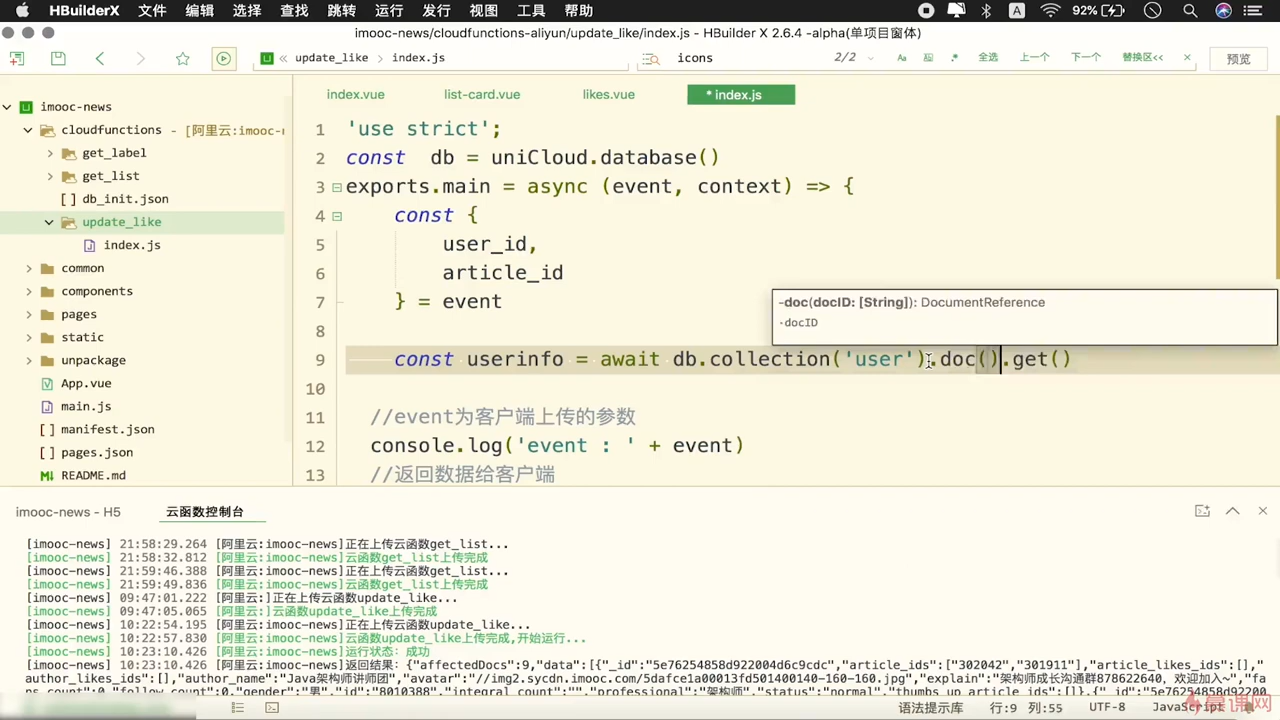 HBuilderX 文件 编辑 选择 查找 跳转 运行 发行 视图 工具 帮助 92%
imooc-news/cloudfunctions-aliyun/update_like/index.js - HBuilder X 2.6.4 -alpha(单项目窗口)
update_like index.js icons 2/2 Aa 全选 上一个 下一个 替换区<< 预览
index.vue list-card.vue likes.vue * index.js
imooc-news
cloudfunctions - [阿里云:imooc-
get_label
get_list
db_init.json
update_like
index.js
common
components
pages
static
unpackage
App.vue
main.js
manifest.json
pages.json
README.md
1 'use strict';
2 const db = uniCloud.database()
3 exports.main = async (event, context) => {
4 const {
5 user_id,
6 article_id
7 } = event
8
-doc(docID: [String]): DocumentReference
-docID
9 const userinfo = await db.collection('user').doc().get()
10
11 //event为客户端上传的参数
12 console.log('event : ' + event)
13 //返回数据给客户端
imooc-news - H5 云函数控制台
[imooc-news] 21:58:29.264 [阿里云:imooc-news]正在上传云函数get_list...
[imooc-news] 21:58:32.812 [阿里云:imooc-news]云函数get_list上传完成
[imooc-news] 21:59:46.388 [阿里云:imooc-news]正在上传云函数get_list...
[imooc-news] 21:59:49.836 [阿里云:imooc-news]云函数get_list上传完成
[imooc-news] 09:47:01.222 [阿里云:]正在上传云函数update_like...
[imooc-news] 09:47:05.065 [阿里云:]云函数update_like上传完成
[imooc-news] 10:22:54.195 [阿里云:imooc-news]正在上传云函数update_like...
[imooc-news] 10:22:57.830 [阿里云:imooc-news]云函数update_like上传完成,开始运行...
[imooc-news] 10:23:10.426 [阿里云:imooc-news]运行状态: 成功
[imooc-news] 10:23:10.426 [阿里云:imooc-news]返回结果: {"affectedDocs":9,"data":[{"_id":"5e76254858d922004d6c9cdc","article_ids":["302042","301911"],"article_likes_ids":[],"
author_likes_ids":[],"author_name":"Java架构师讲师团","avatar":"//img2.sycdn.imooc.com/5dafce1a00013fd501400140-160-160.jpg","explain":"架构师成长沟通群878622640, 欢迎加入~","fa
ns_count":0,"follow_count":0,"gender":"男","id":"8010388","integral_count":"","professional":"架构师","status":"normal","thumbs_up_article_ids":[]},{"_id":"5e76254858d92200
语法提示库 行:9 列:55 UTF-8 JavaScript
慕课网